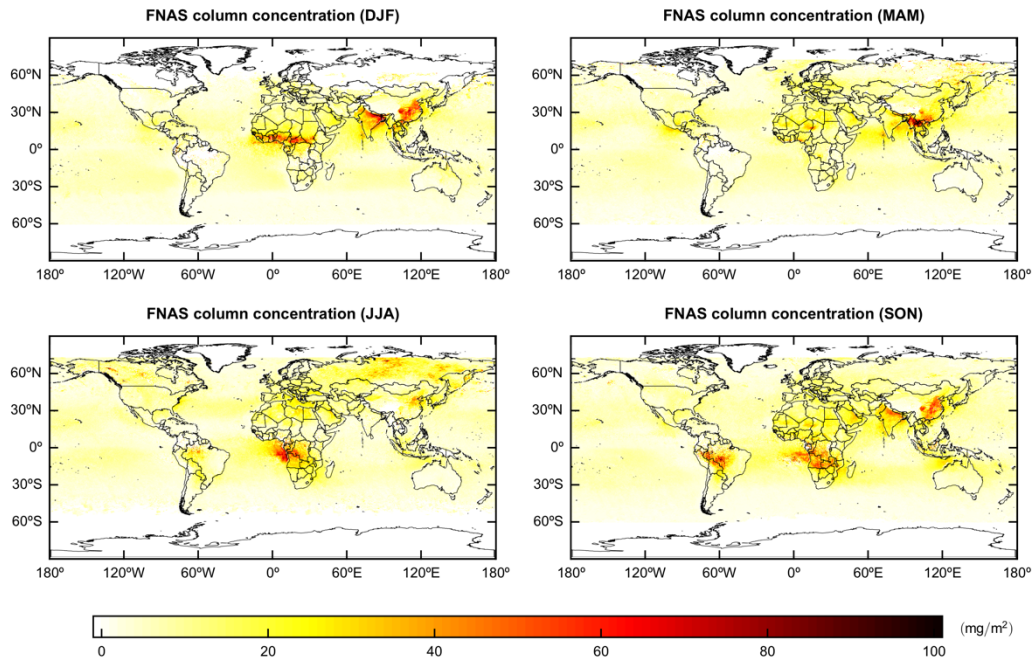 FNAS column concentration (DJF)
FNAS column concentration (MAM)
60ºN
30ºN
0º
30ºS
60ºS
180º 120ºW 60ºW 0º 60ºE 120ºE 180º
60ºN
30ºN
0º
30ºS
60ºS
180º 120ºW 60ºW 0º 60ºE 120ºE 180º
FNAS column concentration (JJA)
FNAS column concentration (SON)
60ºN
30ºN
0º
30ºS
60ºS
180º 120ºW 60ºW 0º 60ºE 120ºE 180º
60ºN
30ºN
0º
30ºS
60ºS
180º 120ºW 60ºW 0º 60ºE 120ºE 180º
0 20 40 60 80 100 (mg/m²)